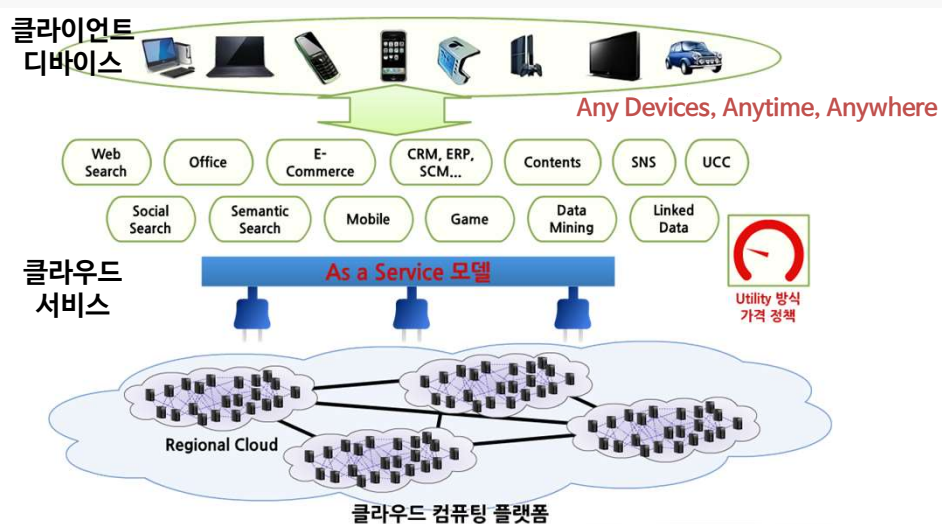 클라이언트
디바이스
Any Devices, Anytime, Anywhere
Web
Search
Office
E-
Commerce
CRM, ERP,
SCM...
Contents
SNS
UCC
Social
Search
Semantic
Search
Mobile
Game
Data
Mining
Linked
Data
클라우드
서비스
As a Service 모델
Utility 방식
가격 정책
Regional Cloud
클라우드 컴퓨팅 플랫폼